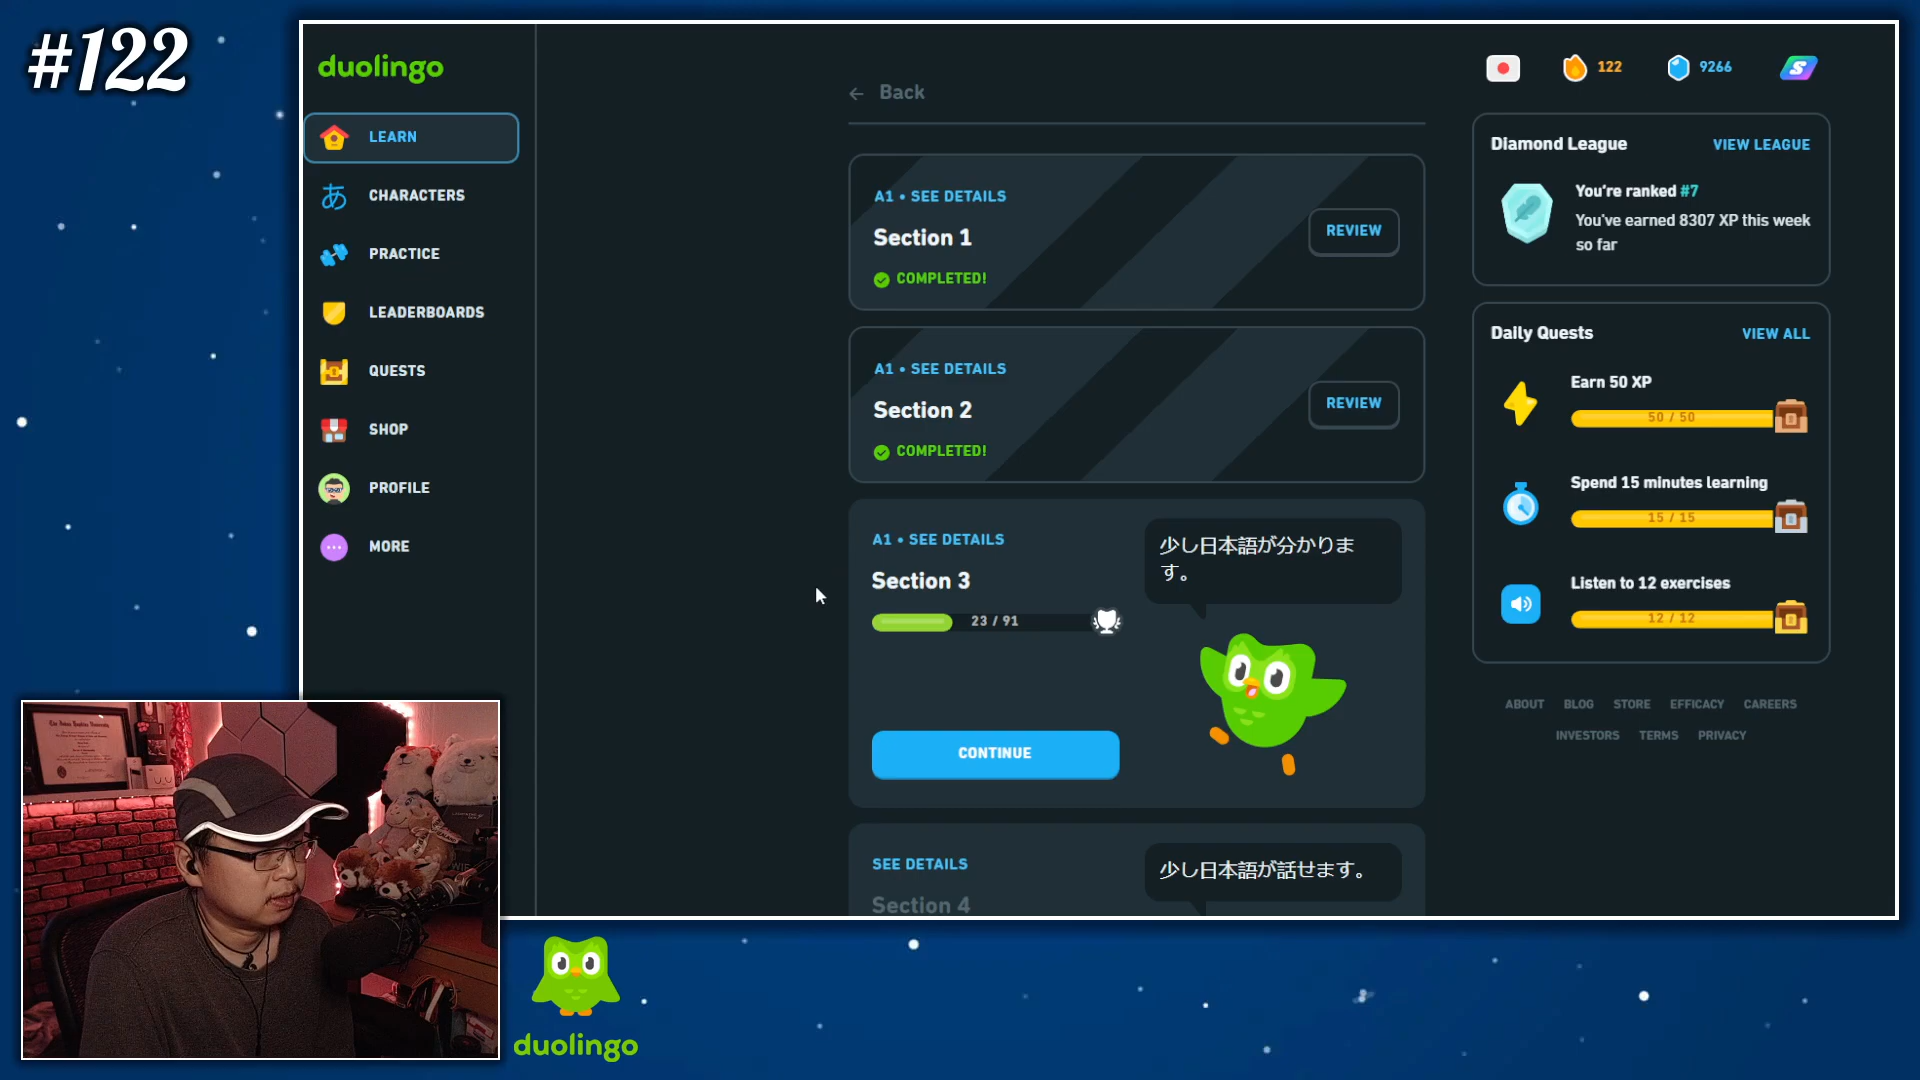 #122
duolingo
LEARN
CHARACTERS
PRACTICE
LEADERBOARDS
QUESTS
SHOP
PROFILE
MORE
← Back
A1 • SEE DETAILS
Section 1
COMPLETED!
REVIEW
A1 • SEE DETAILS
Section 2
COMPLETED!
REVIEW
A1 • SEE DETAILS
Section 3
23 / 91
CONTINUE
少し日本語が分かりま
す。
SEE DETAILS
Section 4
少し日本語が話せます。
122
9266
S
Diamond League
VIEW LEAGUE
You're ranked #7
You've earned 8307 XP this week
so far
Daily Quests
VIEW ALL
Earn 50 XP
50 / 50
Spend 15 minutes learning
15 / 15
Listen to 12 exercises
12 / 12
ABOUT BLOG STORE EFFICACY CAREERS
INVESTORS TERMS PRIVACY
あ
duolingo